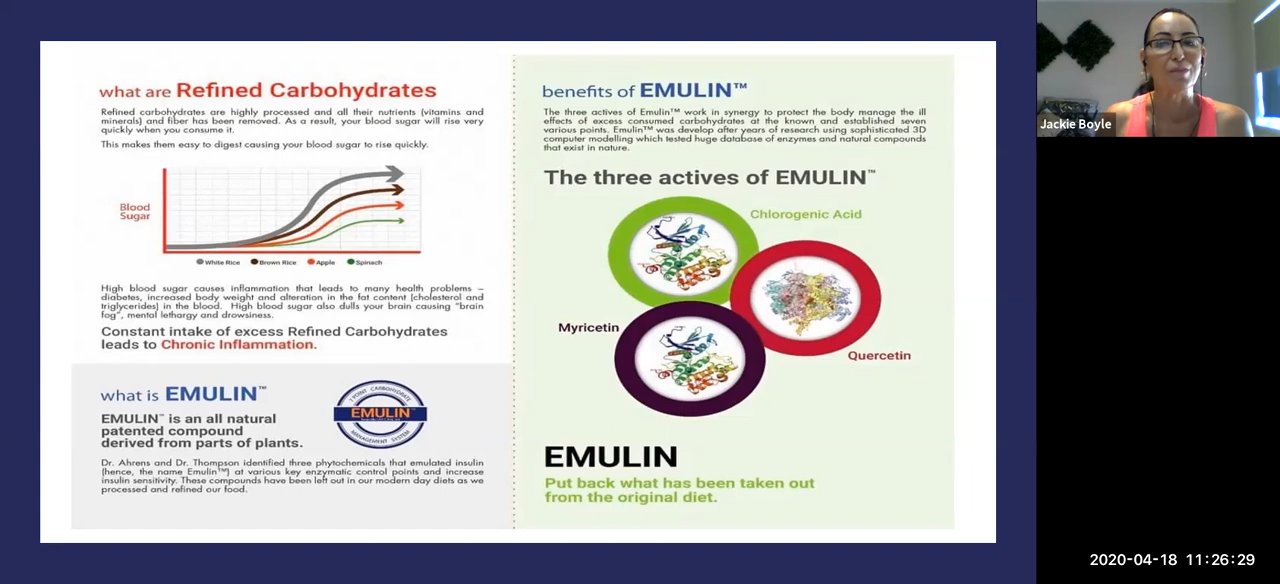 what are Refined Carbohydrates
Refined carbohydrates are highly processed and all their nutrients (vitamins and
minerals) and fiber has been removed. As a result, your blood sugar will rise very
quickly when you consume it.
This makes them easy to digest causing your blood sugar to rise quickly.
Blood
Sugar
White Rice Brown Rice Apple Spinach
High blood sugar causes inflammation that leads to many health problems –
diabetes, increased body weight and alteration in the fat content (cholesterol and
triglycerides) in the blood. High blood sugar also dulls your brain causing "brain
fog", mental lethargy and drowsiness.
Constant intake of excess Refined Carbohydrates
leads to Chronic Inflammation.
what is EMULIN™
EMULIN™ is an all natural
patented compound
derived from parts of plants.
7 POINT CARBOHYDRATE
EMULIN™
MANAGEMENT SYSTEM
Dr. Ahrens and Dr. Thompson identified three phytochemicals that emulated insulin
(hence, the name Emulin™) at various key enzymatic control points and increase
insulin sensitivity. These compounds have been left out in our modern day diets as we
processed and refined our food.
benefits of EMULIN™
The three actives of Emulin™ work in synergy to protect the body manage the ill
effects of excess consumed carbohydrates at the known and established seven
various points. Emulin™ was develop after years of research using sophisticated 3D
computer modelling which tested huge database of enzymes and natural compounds
that exist in nature.
The three actives of EMULIN™
Chlorogenic Acid
Myricetin
Quercetin
EMULIN
Put back what has been taken out
from the original diet.
Jackie Boyle
2020-04-18 11:26:29